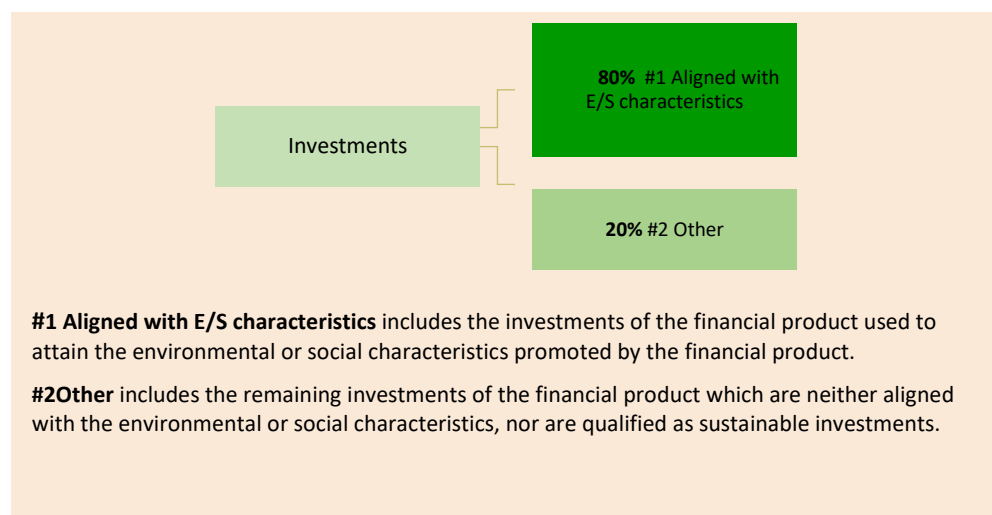 80% #1 Aligned with
E/S characteristics
Investments
20% #2 Other
#1 Aligned with E/S characteristics includes the investments of the financial product used to
attain the environmental or social characteristics promoted by the financial product.
#2Other includes the remaining investments of the financial product which are neither aligned
with the environmental or social characteristics, nor are qualified as sustainable investments.